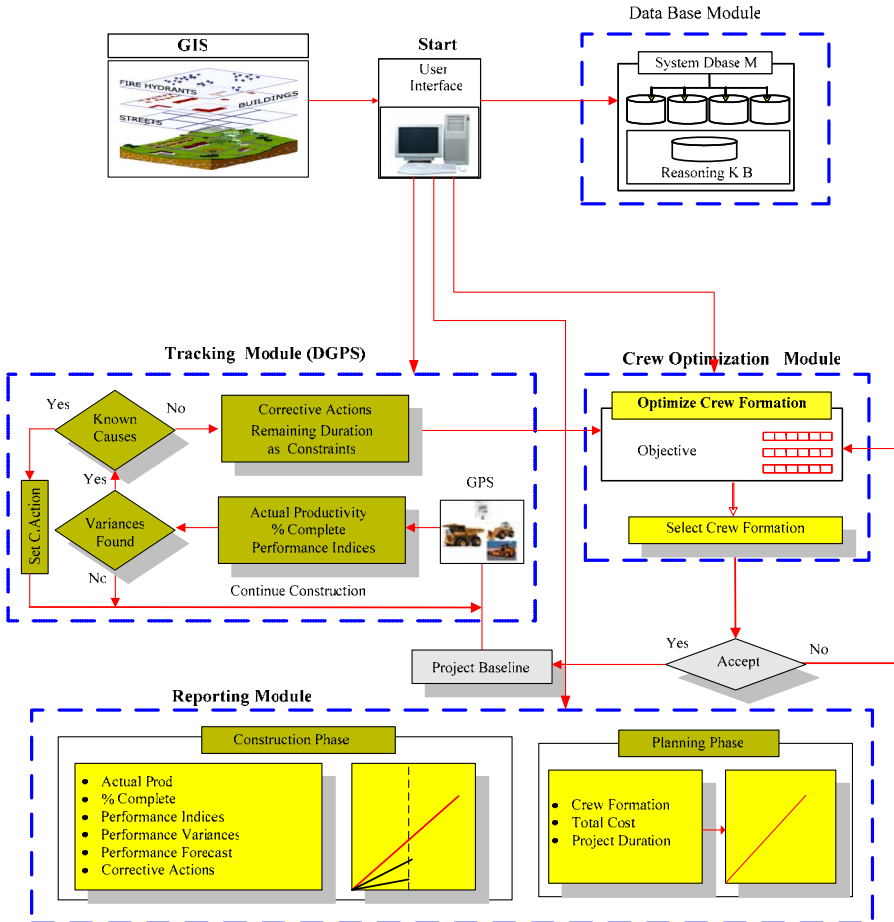 Data Base Module
GIS
Start
FIRE HYDRANTS
BUILDINGS
STREETS
User
Interface
System Dbase M
Reasoning K B
Tracking Module (DGPS)
Crew Optimization Module
Yes
No
Known
Causes
Corrective Actions
Remaining Duration
as Constraints
Optimize Crew Formation
Objective
Yes
Set C.Action
Variances
Found
Actual Productivity
% Complete
Performance Indices
GPS
Select Crew Formation
Nc
Continue Construction
Yes
No
Accept
Project Baseline
Reporting Module
Construction Phase
Planning Phase
• Actual Prod
• % Complete
• Performance Indices
• Performance Variances
• Performance Forecast
• Corrective Actions
• Crew Formation
• Total Cost
• Project Duration